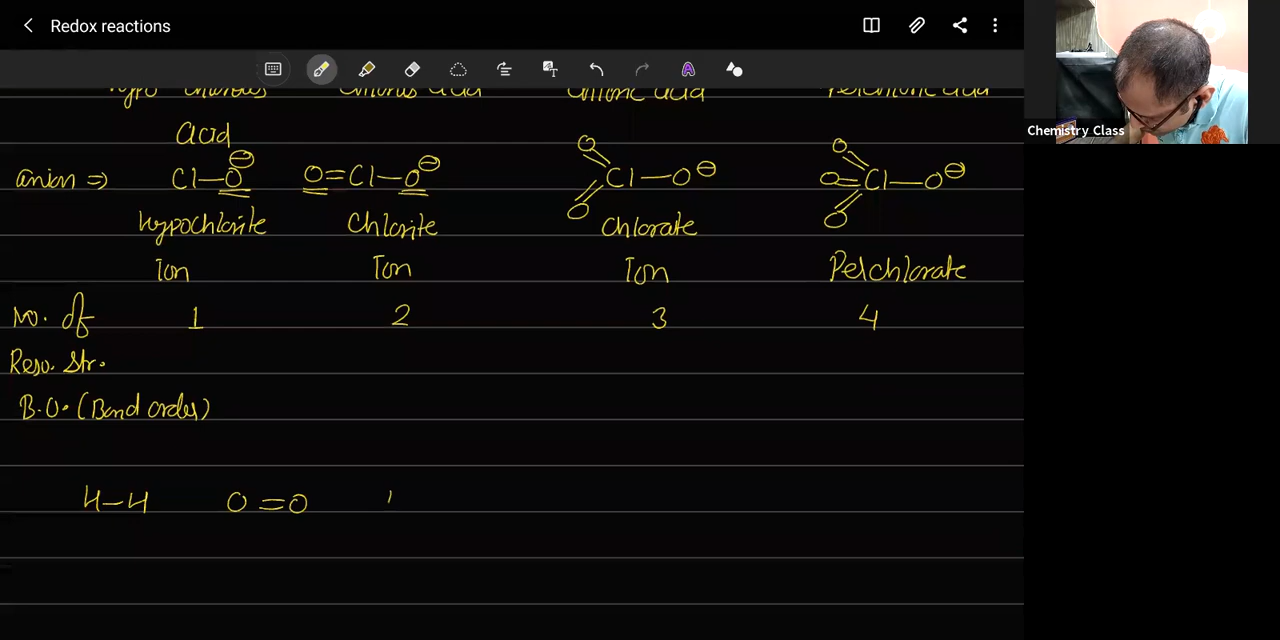 Redox reactions
Chemistry Class
Acid
anion ⇒ Cl—O⊖ O=Cl—O⊖ O O Cl—O⊖ O O O Cl—O⊖
Hypochlorite Chlorite Chlorate
Ion Ion Ion Perchlorate
No. of 1 2 3 4
Reso. Str.
B.O. (Bond order)
H—H O=O